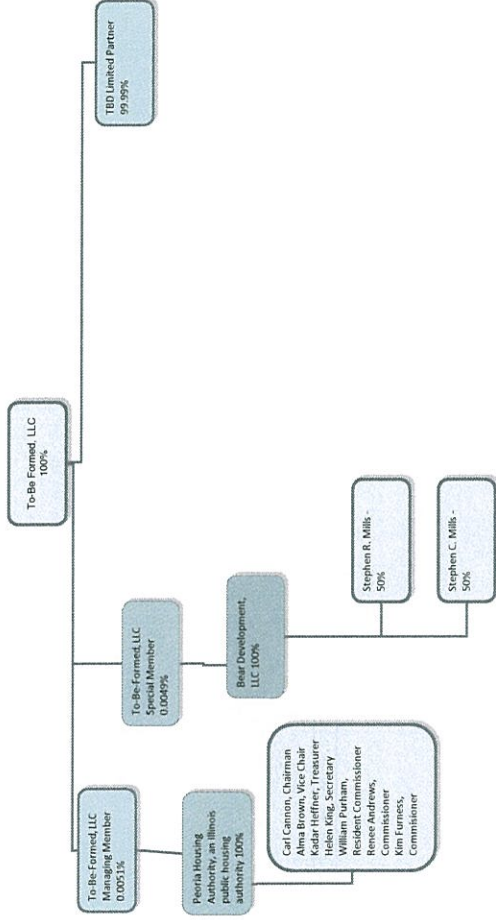 To-Be Formed, LLC
100%
To-Be-Formed, LLC
Managing Member
0.0051%
To-Be-Formed, LLC
Special Member
0.0049%
TBD Limited Partner
99.99%
Peoria Housing
Authority, an Illinois
public housing
authority 100%
Bear Development,
LLC 100%
Carl Cannon, Chairman
Alma Brown, Vice Chair
Kadar Heffner, Treasurer
Helen King, Secretary
William Purham,
Resident Commissioner
Renee Andrews,
Commissioner
Kim Furness,
Commisioner
Stephen R. Mills -
50%
Stephen C. Mills -
50%